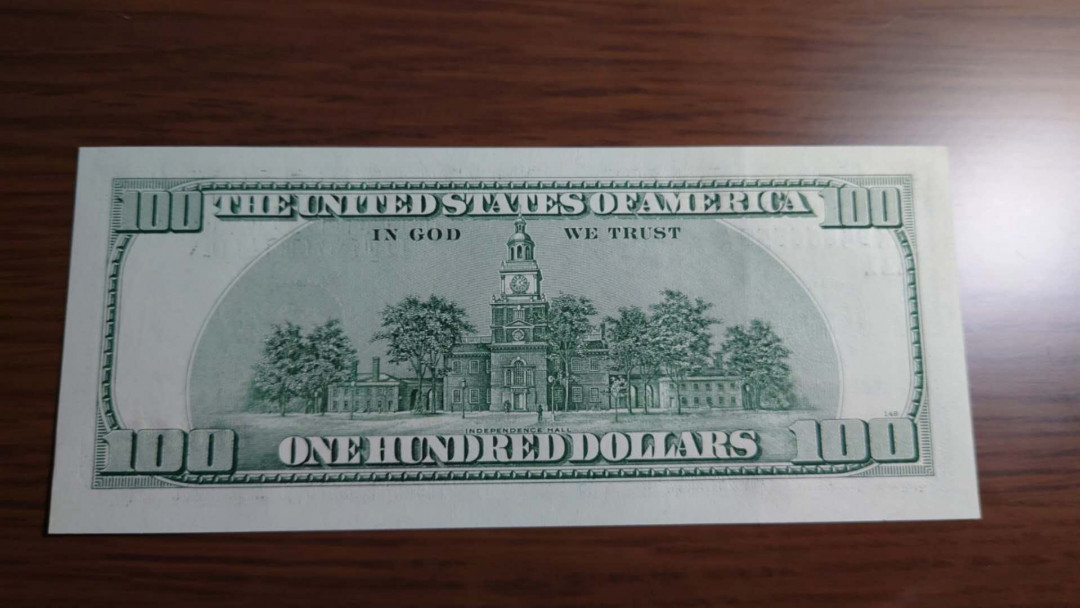 100 THE UNITED STATES OF AMERICA 100
IN GOD WE TRUST
INDEPENDENCE HALL
100 ONE HUNDRED DOLLARS 100